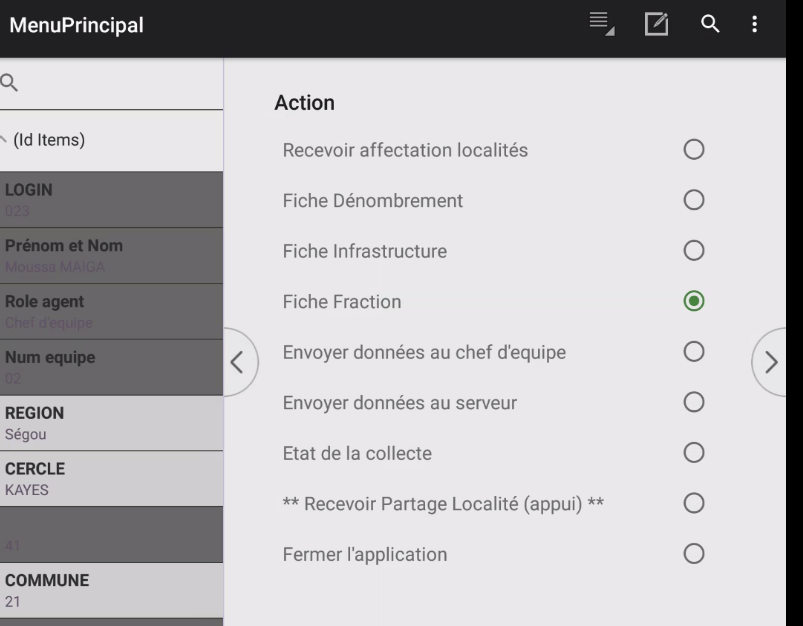 MenuPrincipal
(Id Items)
LOGIN
023
Prénom et Nom
Moussa MAIGA
Role agent
Chef d'equipe
Num equipe
02
REGION
Ségou
CERCLE
KAYES
41
COMMUNE
21
Action
Recevoir affectation localités
Fiche Dénombrement
Fiche Infrastructure
Fiche Fraction
Envoyer données au chef d'equipe
Envoyer données au serveur
Etat de la collecte
** Recevoir Partage Localité (appui) **
Fermer l'application